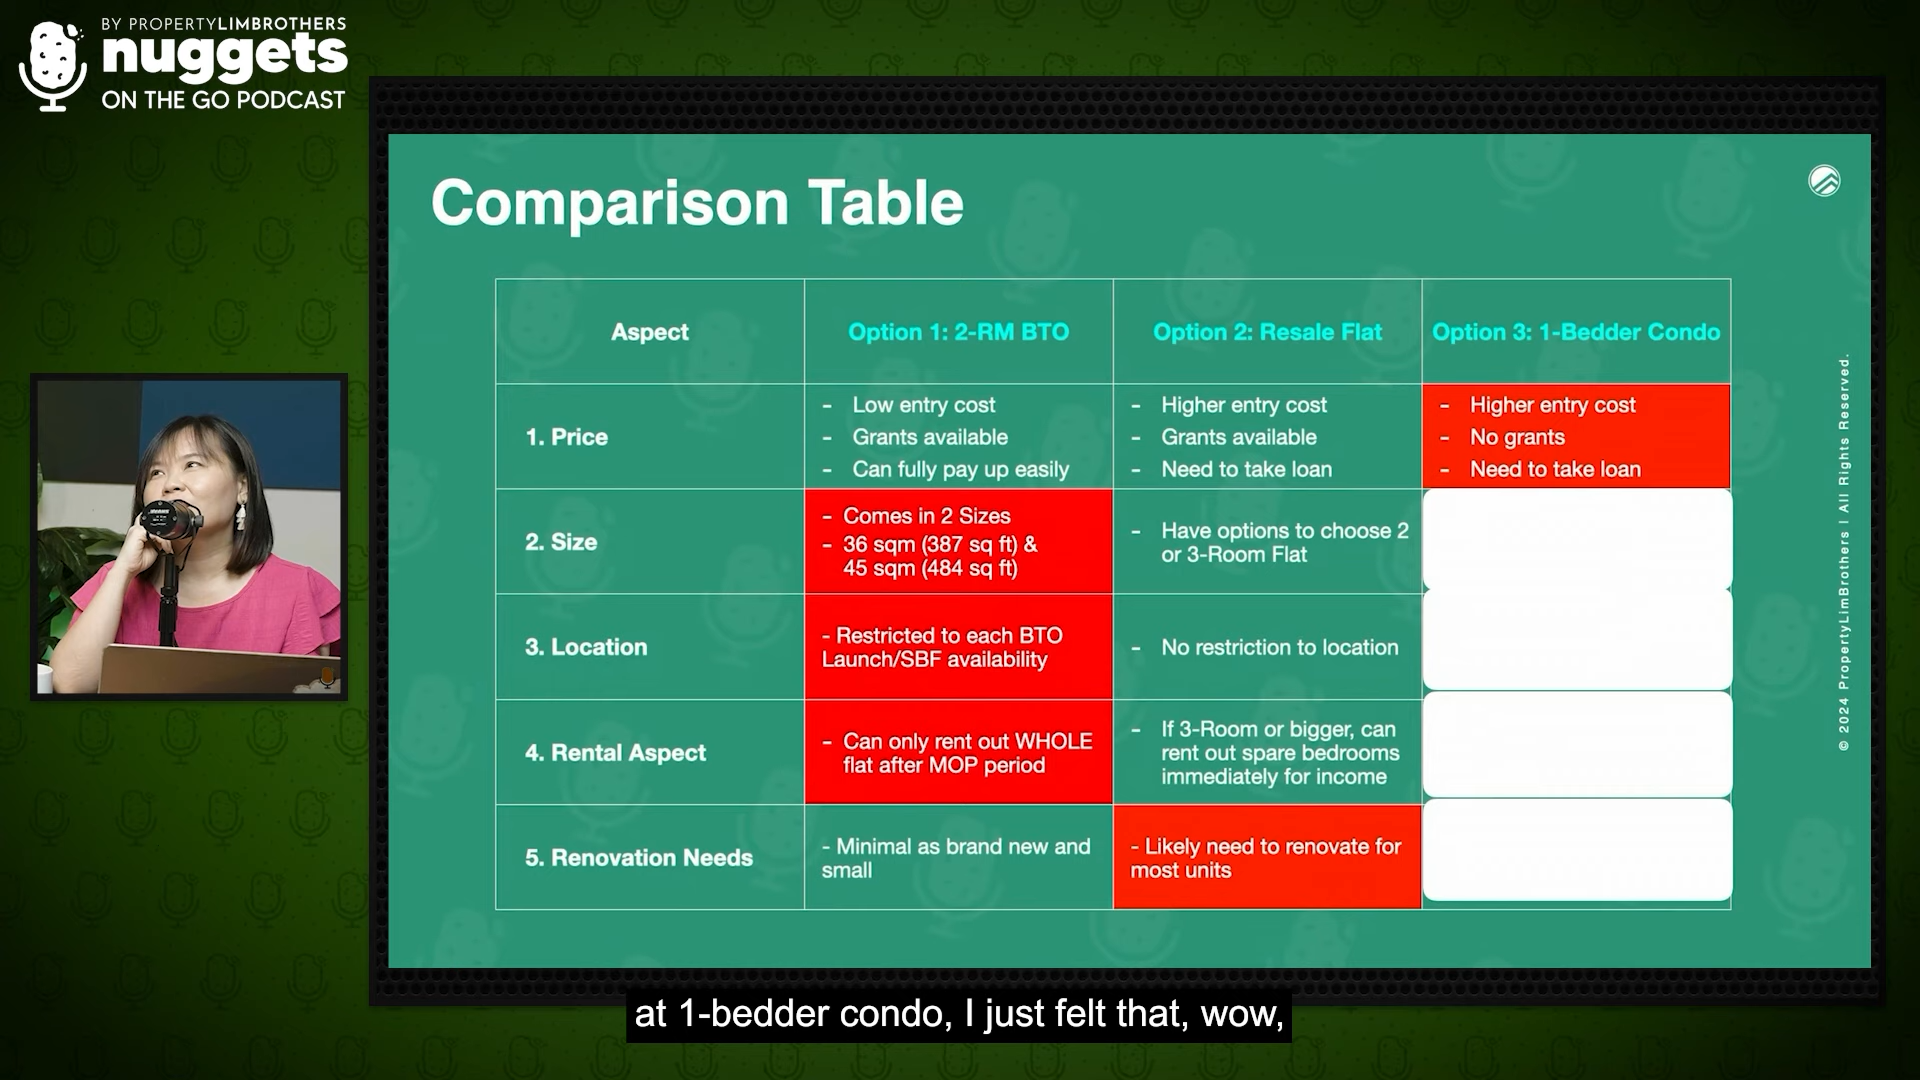 BY PROPERTYLIMBROTHERS
nuggets
ON THE GO PODCAST
Comparison Table
Aspect
Option 1: 2-RM BTO
Option 2: Resale Flat
Option 3: 1-Bedder Condo
1. Price
- Low entry cost
- Grants available
- Can fully pay up easily
- Higher entry cost
- Grants available
- Need to take loan
- Higher entry cost
- No grants
- Need to take loan
2. Size
- Comes in 2 Sizes
- 36 sqm (387 sq ft) &
45 sqm (484 sq ft)
- Have options to choose 2
or 3-Room Flat
3. Location
- Restricted to each BTO
Launch/SBF availability
- No restriction to location
4. Rental Aspect
- Can only rent out WHOLE
flat after MOP period
- If 3-Room or bigger, can
rent out spare bedrooms
immediately for income
5. Renovation Needs
- Minimal as brand new and
small
- Likely need to renovate for
most units
© 2024 PropertyLimBrothers | All Rights Reserved.
at 1-bedder condo, I just felt that, wow,